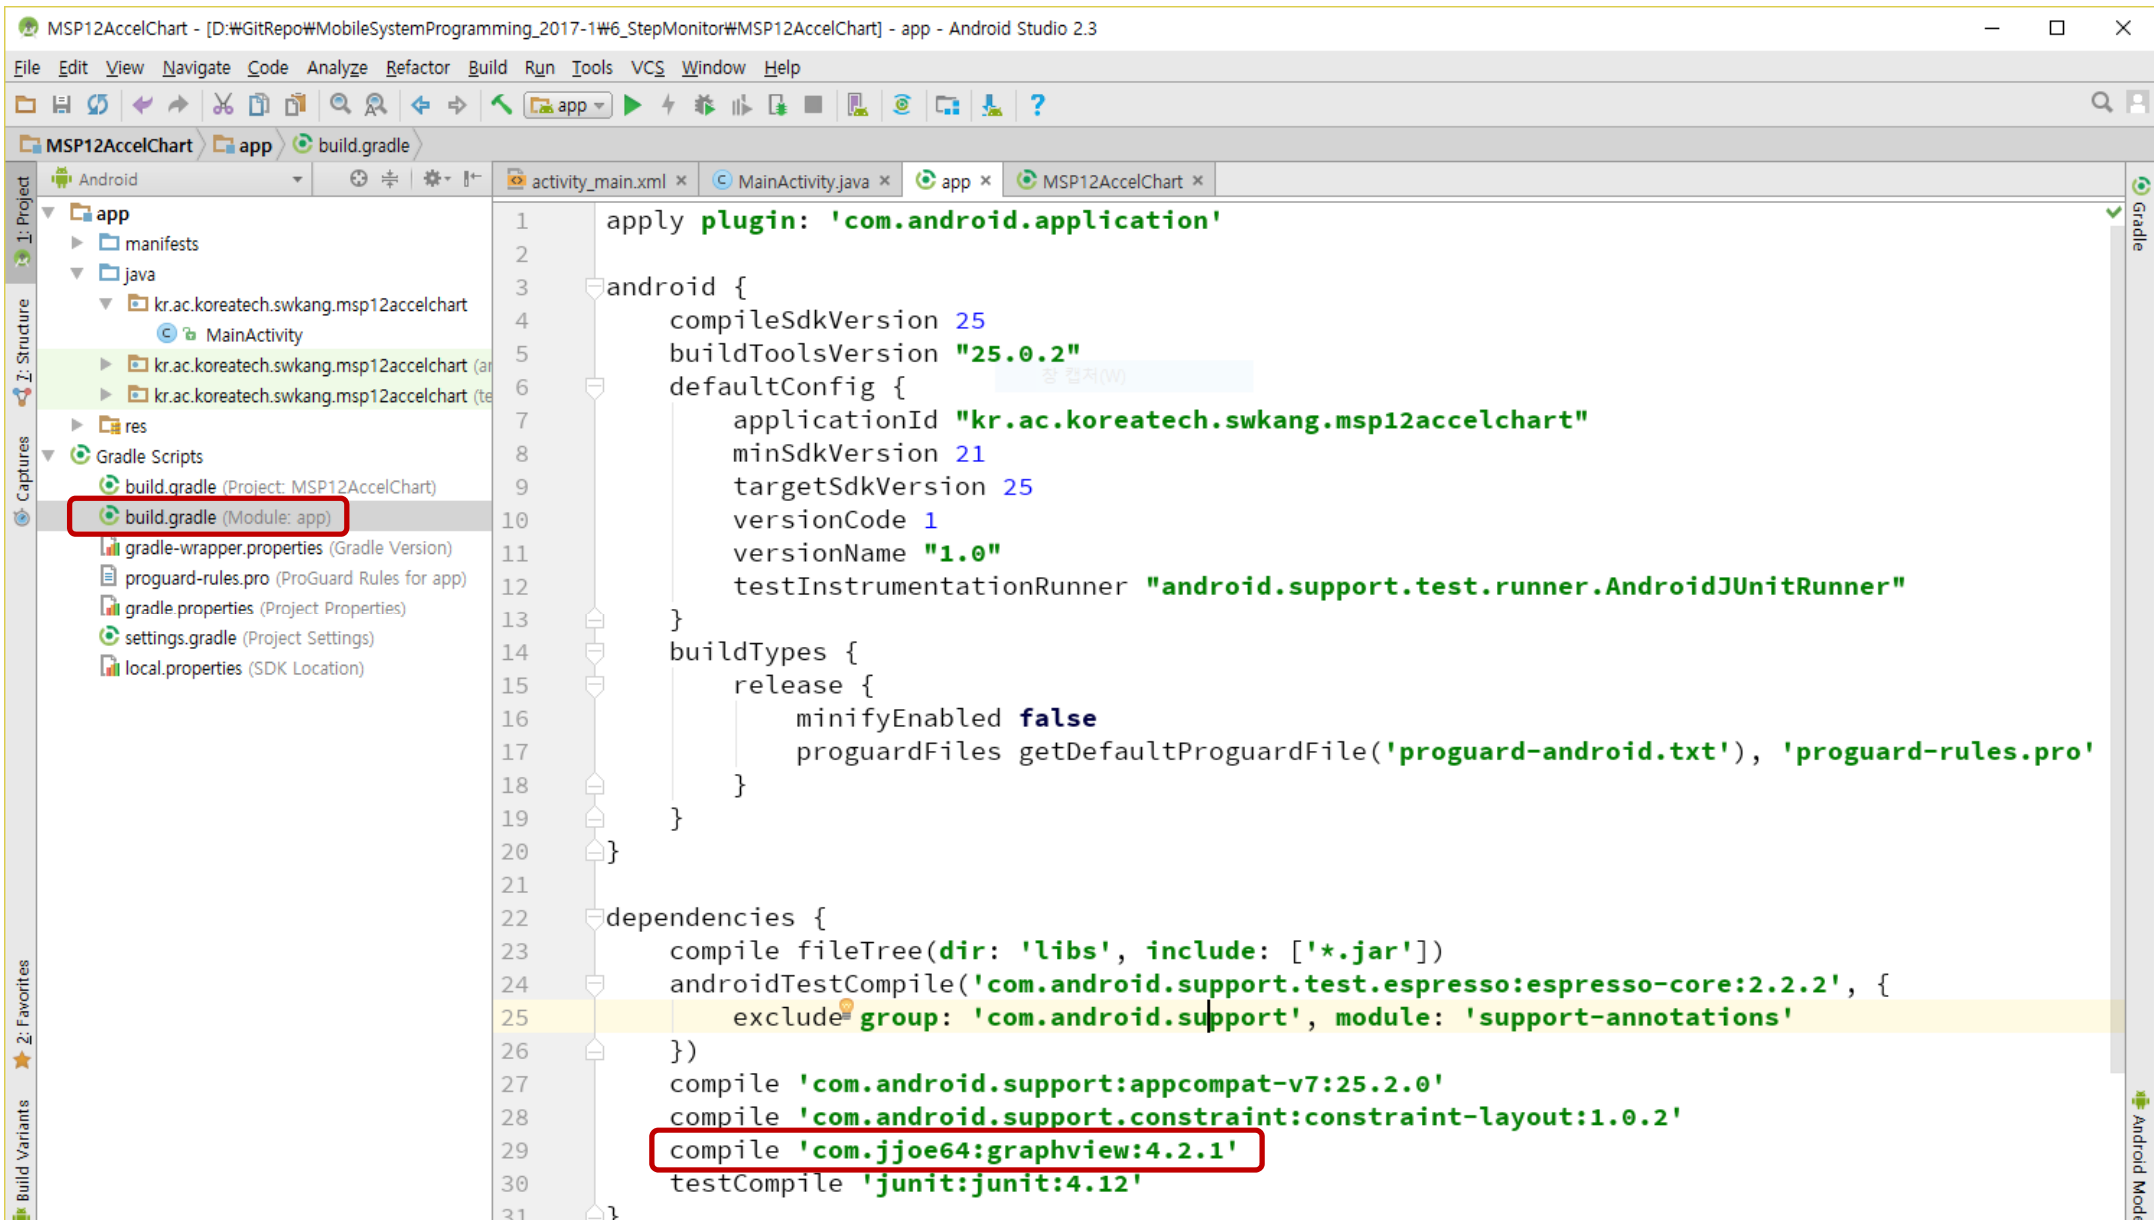 MSP12AccelChart - [D:₩GitRepo₩MobileSystemProgramming_2017-1₩6_StepMonitor₩MSP12AccelChart] - app - Android Studio 2.3
File Edit View Navigate Code Analyze Refactor Build Run Tools VCS Window Help
app
MSP12AccelChart app build.gradle
Android
activity_main.xml MainActivity.java app MSP12AccelChart
1: Project
7: Structure
Captures
2: Favorites
Build Variants
app
manifests
java
kr.ac.koreatech.swkang.msp12accelchart
MainActivity
kr.ac.koreatech.swkang.msp12accelchart (ar
kr.ac.koreatech.swkang.msp12accelchart (te
res
Gradle Scripts
build.gradle (Project: MSP12AccelChart)
build.gradle (Module: app)
gradle-wrapper.properties (Gradle Version)
proguard-rules.pro (ProGuard Rules for app)
gradle.properties (Project Properties)
settings.gradle (Project Settings)
local.properties (SDK Location)
1 apply plugin: 'com.android.application'
2
3 android {
4 compileSdkVersion 25
5 buildToolsVersion "25.0.2"
창 캡처(W)
6 defaultConfig {
7 applicationId "kr.ac.koreatech.swkang.msp12accelchart"
8 minSdkVersion 21
9 targetSdkVersion 25
10 versionCode 1
11 versionName "1.0"
12 testInstrumentationRunner "android.support.test.runner.AndroidJUnitRunner"
13 }
14 buildTypes {
15 release {
16 minifyEnabled false
17 proguardFiles getDefaultProguardFile('proguard-android.txt'), 'proguard-rules.pro'
18 }
19 }
20 }
21
22 dependencies {
23 compile fileTree(dir: 'libs', include: ['*.jar'])
24 androidTestCompile('com.android.support.test.espresso:espresso-core:2.2.2', {
25 exclude group: 'com.android.support', module: 'support-annotations'
26 })
27 compile 'com.android.support:appcompat-v7:25.2.0'
28 compile 'com.android.support.constraint:constraint-layout:1.0.2'
29 compile 'com.jjoe64:graphview:4.2.1'
30 testCompile 'junit:junit:4.12'
31 }
Gradle
Android Mode